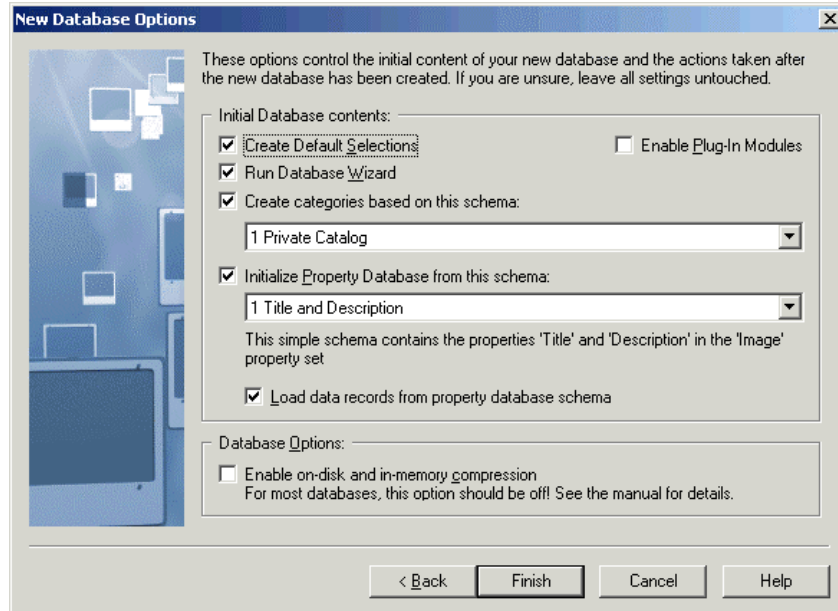 New Database Options
These options control the initial content of your new database and the actions taken after
the new database has been created. If you are unsure, leave all settings untouched.
Initial Database contents:
Create Default Selections
Enable Plug-In Modules
Run Database Wizard
Create categories based on this schema:
1 Private Catalog
Initialize Property Database from this schema:
1 Title and Description
This simple schema contains the properties 'Title' and 'Description' in the 'Image'
property set
Load data records from property database schema
Database Options:
Enable on-disk and in-memory compression
For most databases, this option should be off! See the manual for details.
< Back
Finish
Cancel
Help